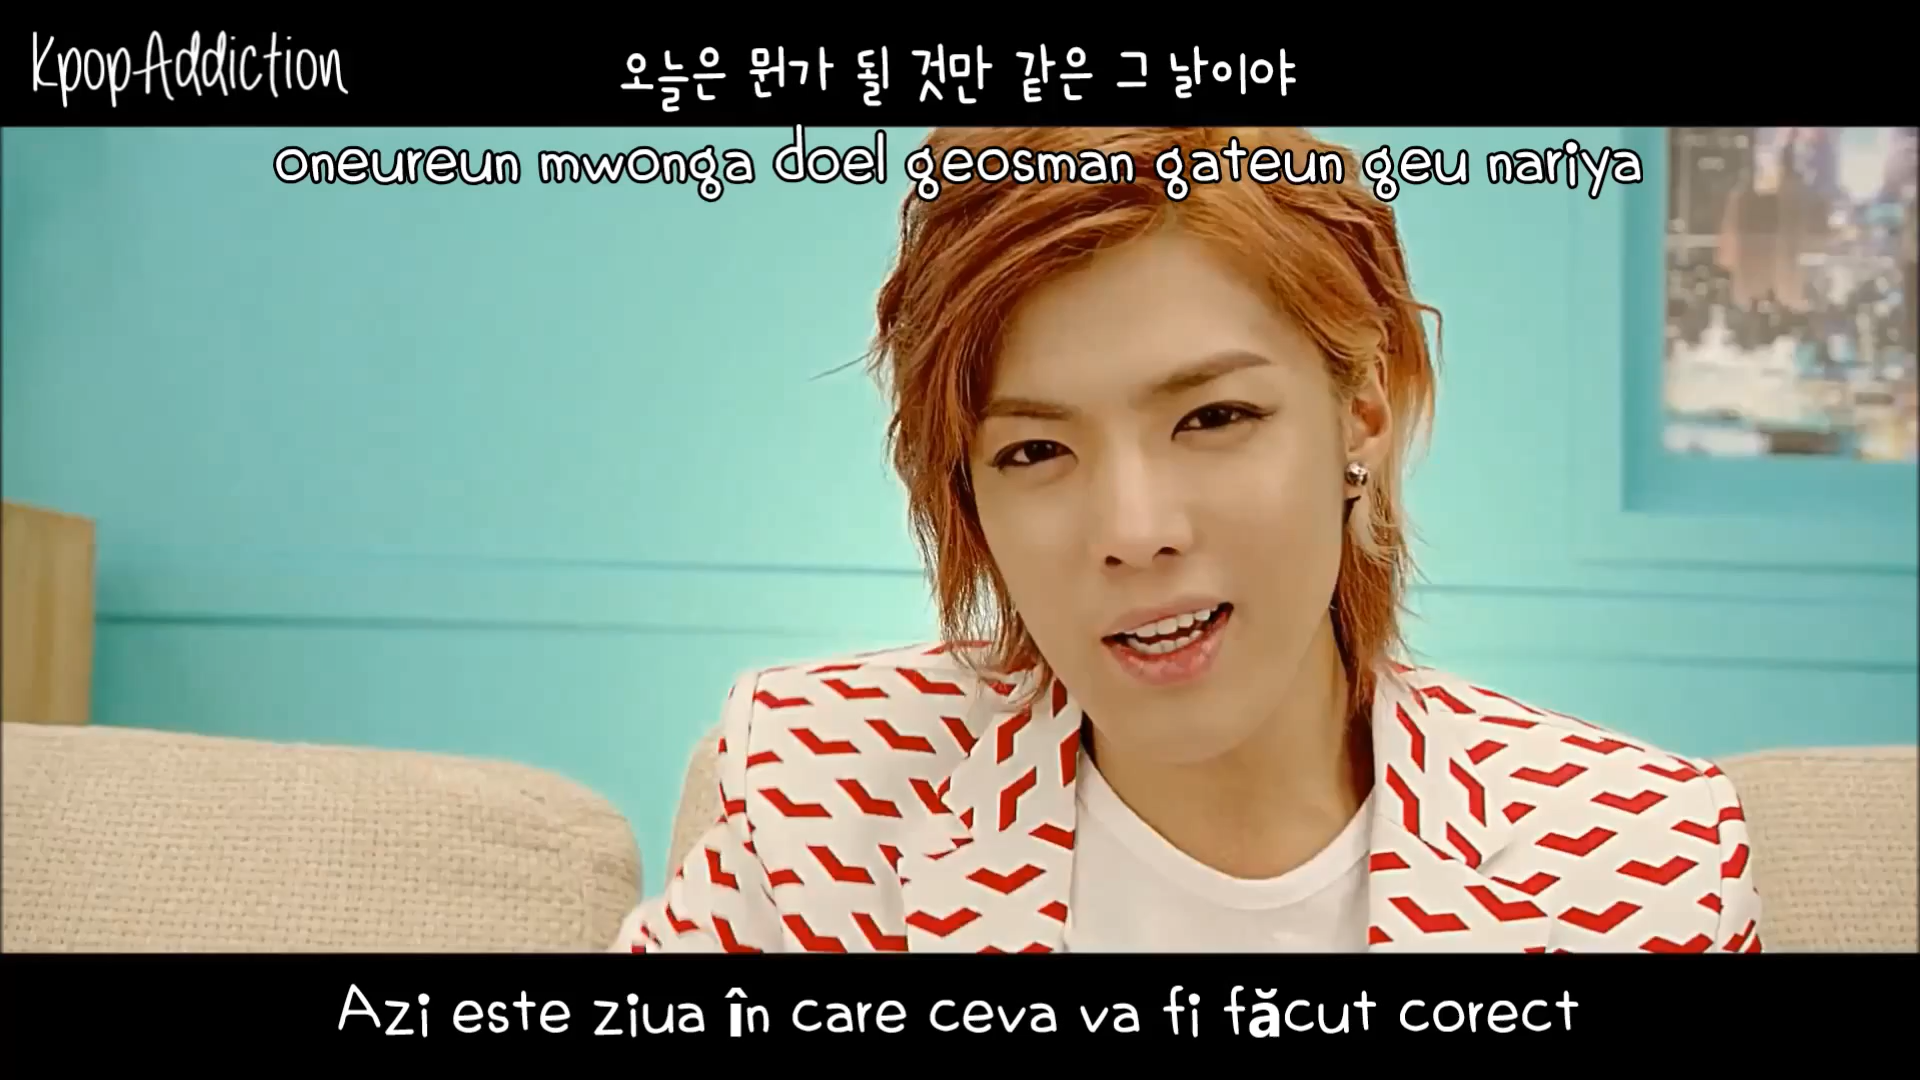 KpopAddiction
오늘은 뭔가 될 것만 같은 그 날이야
oneureun mwonga doel geosman gateun geu nariya
Azi este ziua în care ceva va fi făcut corect